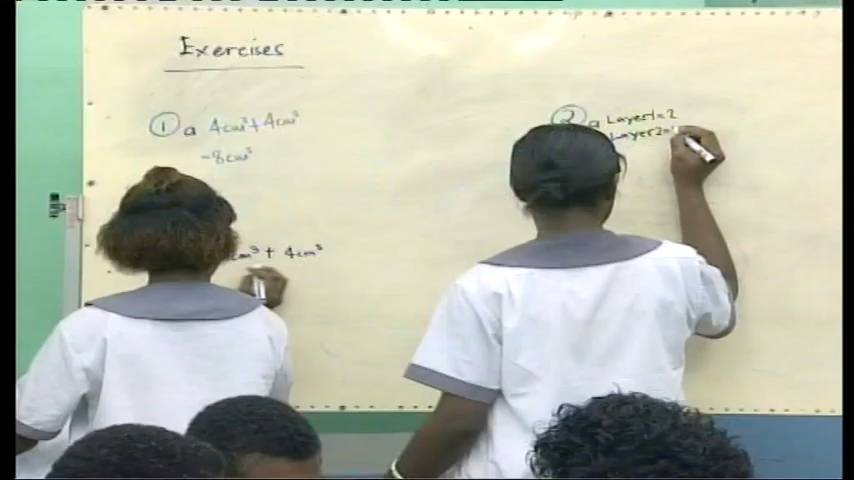 Exercises
① a 4cm³ + 4cm³
= 8cm³
cm³ + 4cm³
② a Layer 1 = 2
Layer 2 =